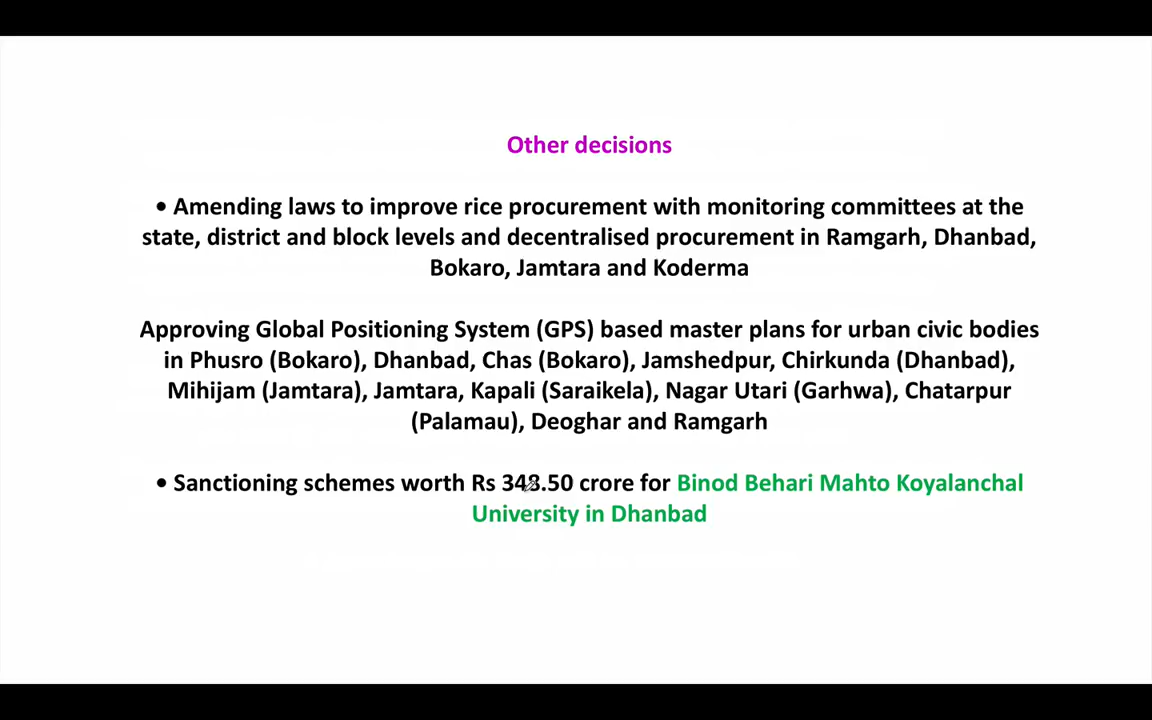 Other decisions
• Amending laws to improve rice procurement with monitoring committees at the
state, district and block levels and decentralised procurement in Ramgarh, Dhanbad,
Bokaro, Jamtara and Koderma
Approving Global Positioning System (GPS) based master plans for urban civic bodies
in Phusro (Bokaro), Dhanbad, Chas (Bokaro), Jamshedpur, Chirkunda (Dhanbad),
Mihijam (Jamtara), Jamtara, Kapali (Saraikela), Nagar Utari (Garhwa), Chatarpur
(Palamau), Deoghar and Ramgarh
• Sanctioning schemes worth Rs 348.50 crore for Binod Behari Mahto Koyalanchal
University in Dhanbad